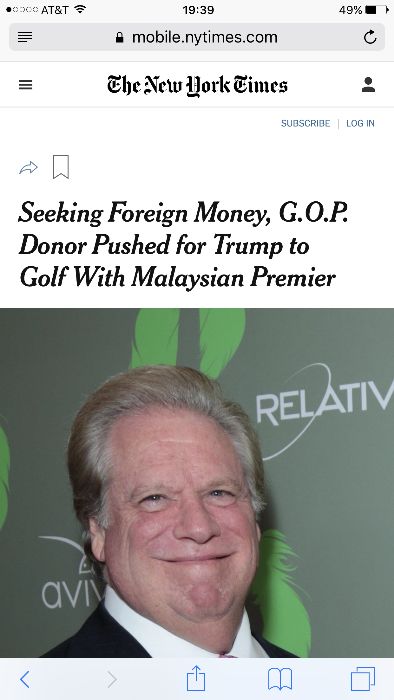 AT&T 19:39 49%
mobile.nytimes.com
The New York Times
SUBSCRIBE | LOG IN
Seeking Foreign Money, G.O.P.
Donor Pushed for Trump to
Golf With Malaysian Premier
RELATIV
aviv